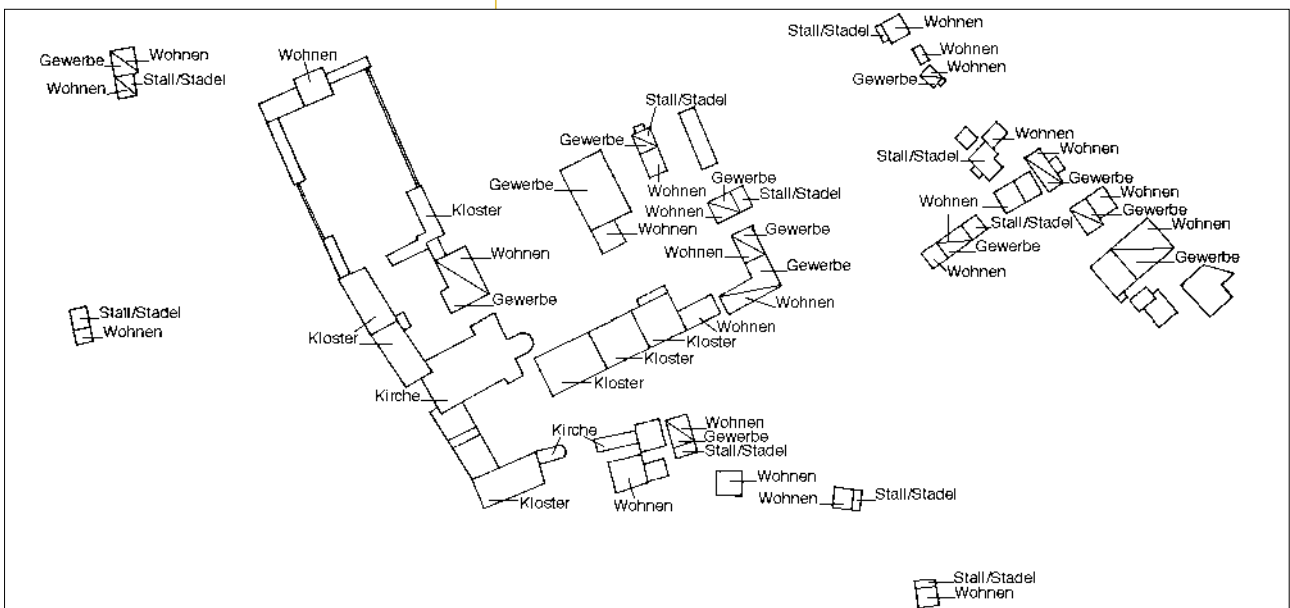 Gewerbe Wohnen
Wohnen Stall/Stadel
Wohnen
Stall/Stadel Wohnen
Wohnen
Gewerbe Wohnen
Stall/Stadel
Gewerbe
Wohnen
Gewerbe
Wohnen
Gewerbe
Wohnen Stall/Stadel
Wohnen
Stall/Stadel
Wohnen
Gewerbe
Wohnen
Wohnen
Gewerbe
Wohnen
Stall/Stadel
Gewerbe
Wohnen
Gewerbe
Kloster
Wohnen
Gewerbe
Wohnen
Gewerbe
Gewerbe
Wohnen
Stall/Stadel
Wohnen
Kloster
Wohnen
Kloster
Kloster
Kloster
Kirche
Kirche
Wohnen
Gewerbe
Stall/Stadel
Kloster
Wohnen
Wohnen
Wohnen Stall/Stadel
Stall/Stadel
Wohnen